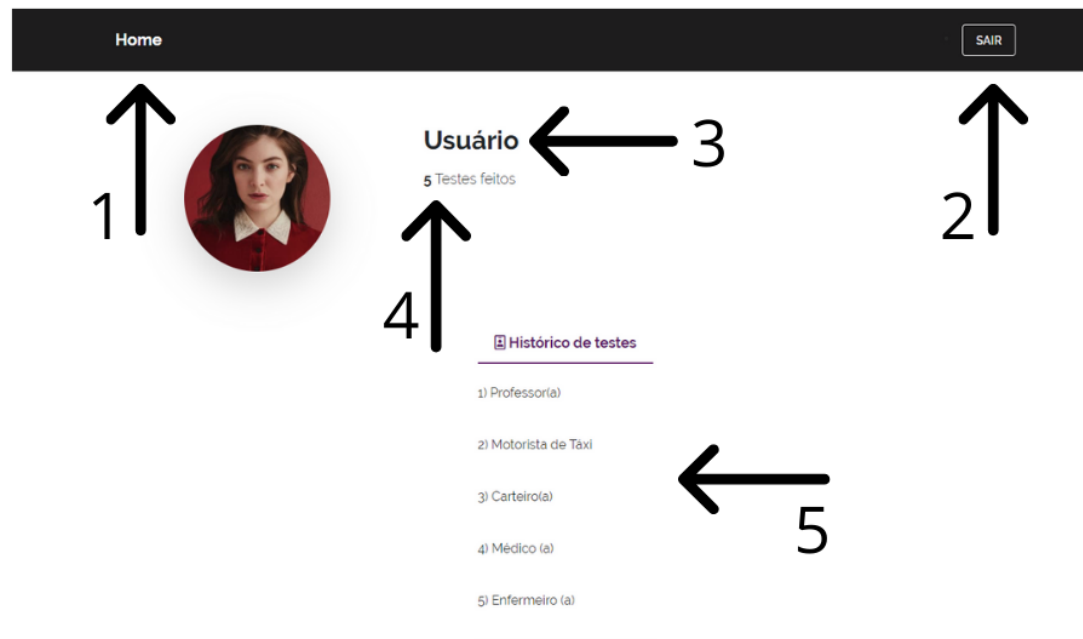 Home
SAIR
1
2
Usuário
3
5 Testes feitos
4
Histórico de testes
1) Professor(a)
2) Motorista de Táxi
3) Carteiro(a)
5
4) Médico (a)
5) Enfermeiro (a)